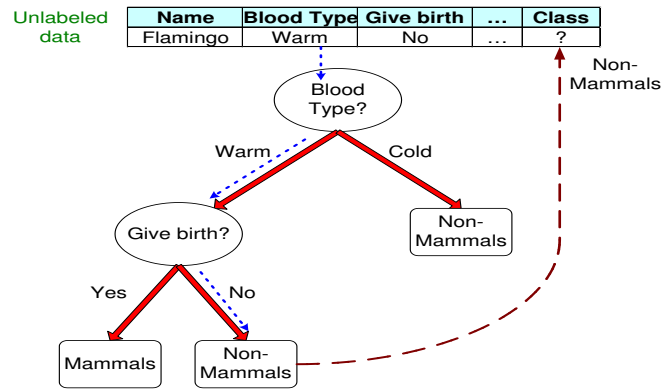 Unlabeled
data
Name Blood Type Give birth ... Class
Flamingo Warm No ... ?
Non-
Mammals
Blood
Type?
Warm Cold
Give birth?
Non-
Mammals
Yes No
Mammals
Non-
Mammals